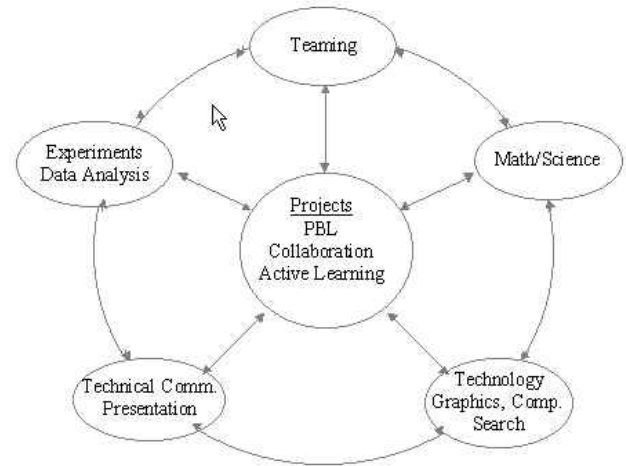 Teaming
Experiments
Data Analysis
Math/Science
Projects
PBL
Collaboration
Active Learning
Technical Comm.
Presentation
Technology
Graphics, Comp.
Search